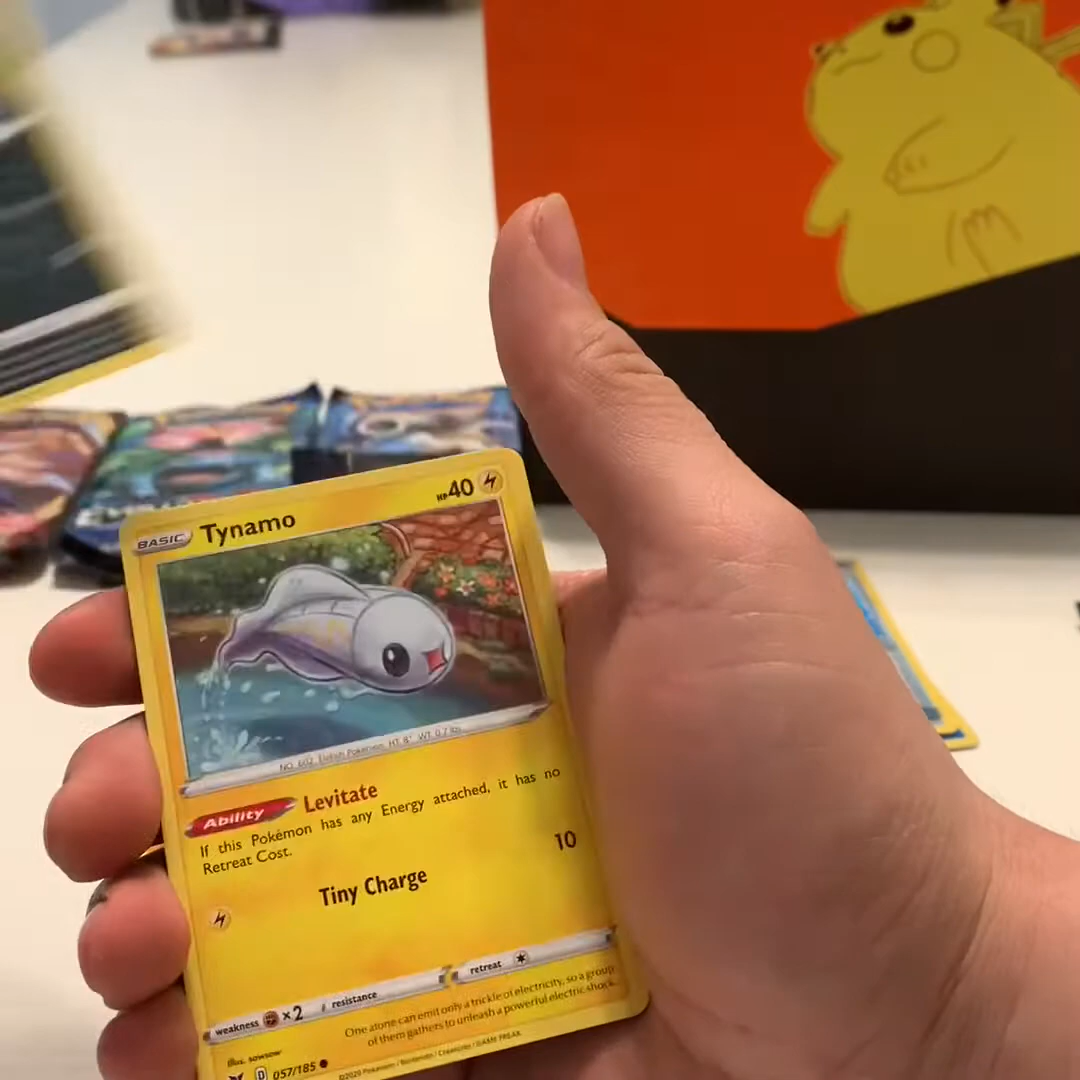 BASIC Tynamo HP 40
NO. 602 Elefish Pokémon HT: 8" WT: 0.7 lbs.
Ability Levitate
If this Pokémon has any Energy attached, it has no
Retreat Cost.
Tiny Charge 10
weakness ×2 resistance retreat
One alone can emit only a trickle of electricity, so a group
of them gathers to unleash a powerful electric shock.
Illus. sowsow
D 057/185
©2020 Pokémon / Nintendo / Creatures / GAME FREAK